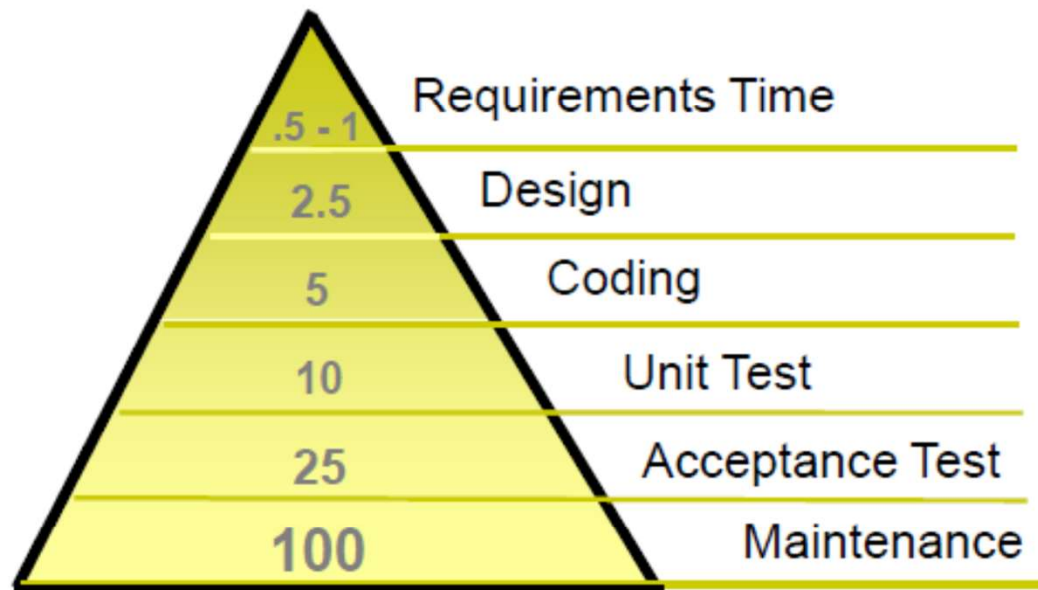 Requirements Time
.5 - 1
Design
2.5
Coding
5
Unit Test
10
Acceptance Test
25
Maintenance
100